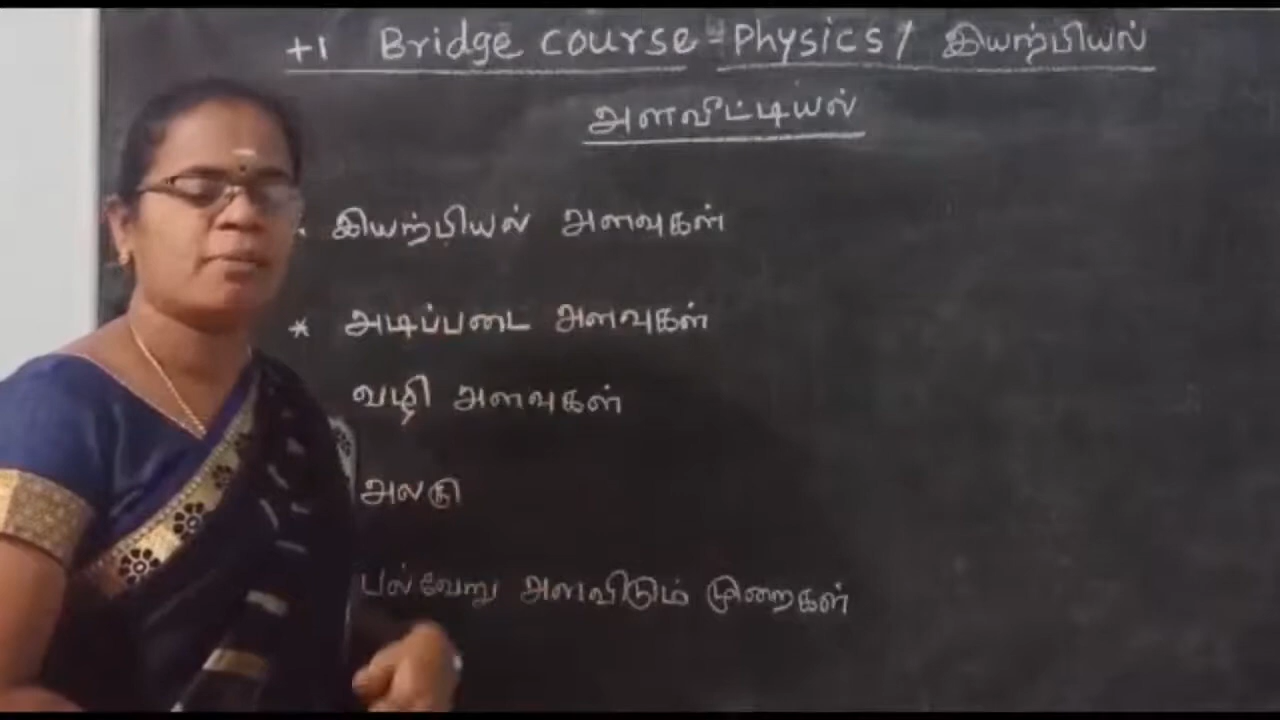 +1 Bridge course - Physics / இயற்பியல்
அளவீட்டியல்
இயற்பியல் அளவுகள்
* அடிப்படை அளவுகள்
வழி அளவுகள்
அலகு
பல்வேறு அளவிடும் முறைகள்